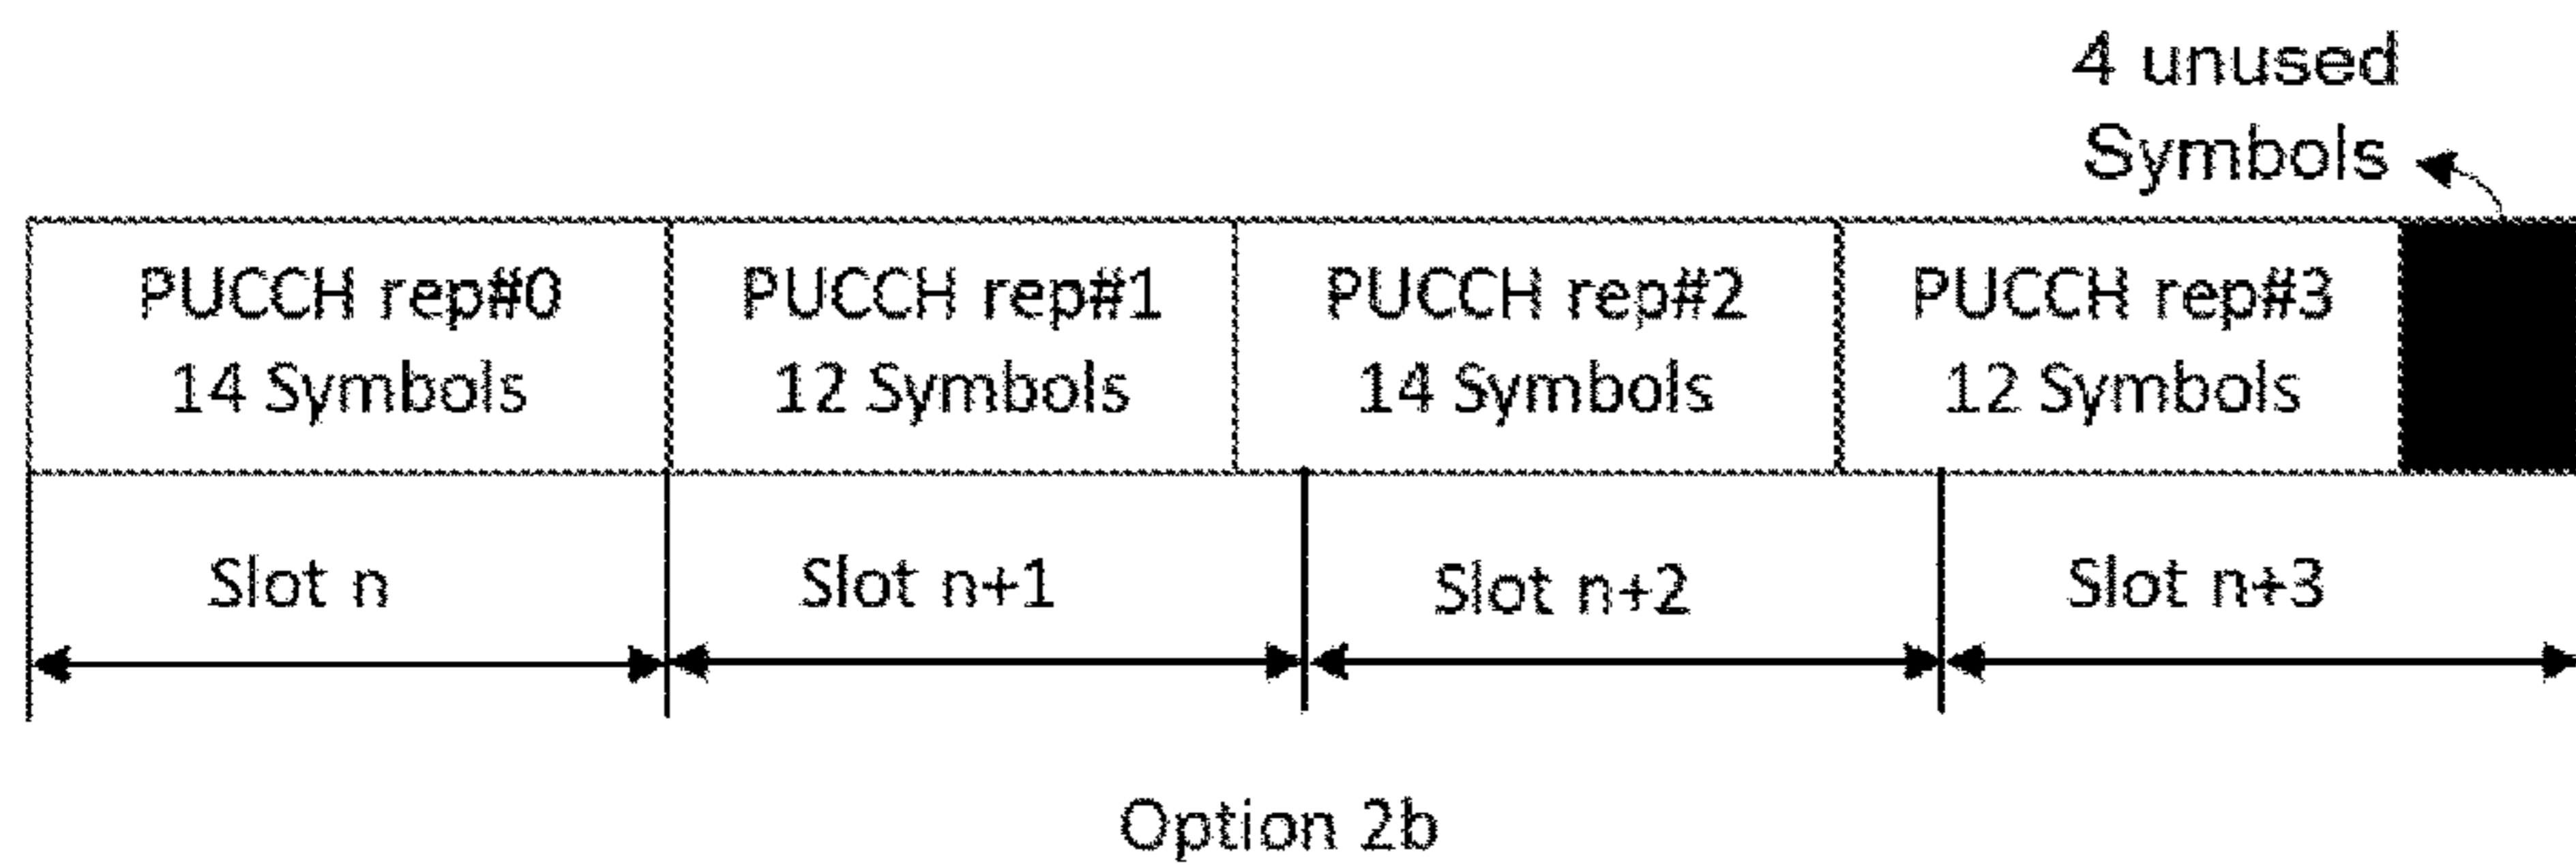 4 unused
Symbols
PUCCH rep#0
14 Symbols
PUCCH rep#1
12 Symbols
PUCCH rep#2
14 Symbols
PUCCH rep#3
12 Symbols
Slot n
Slot n+1
Slot n+2
Slot n+3
Option 2b